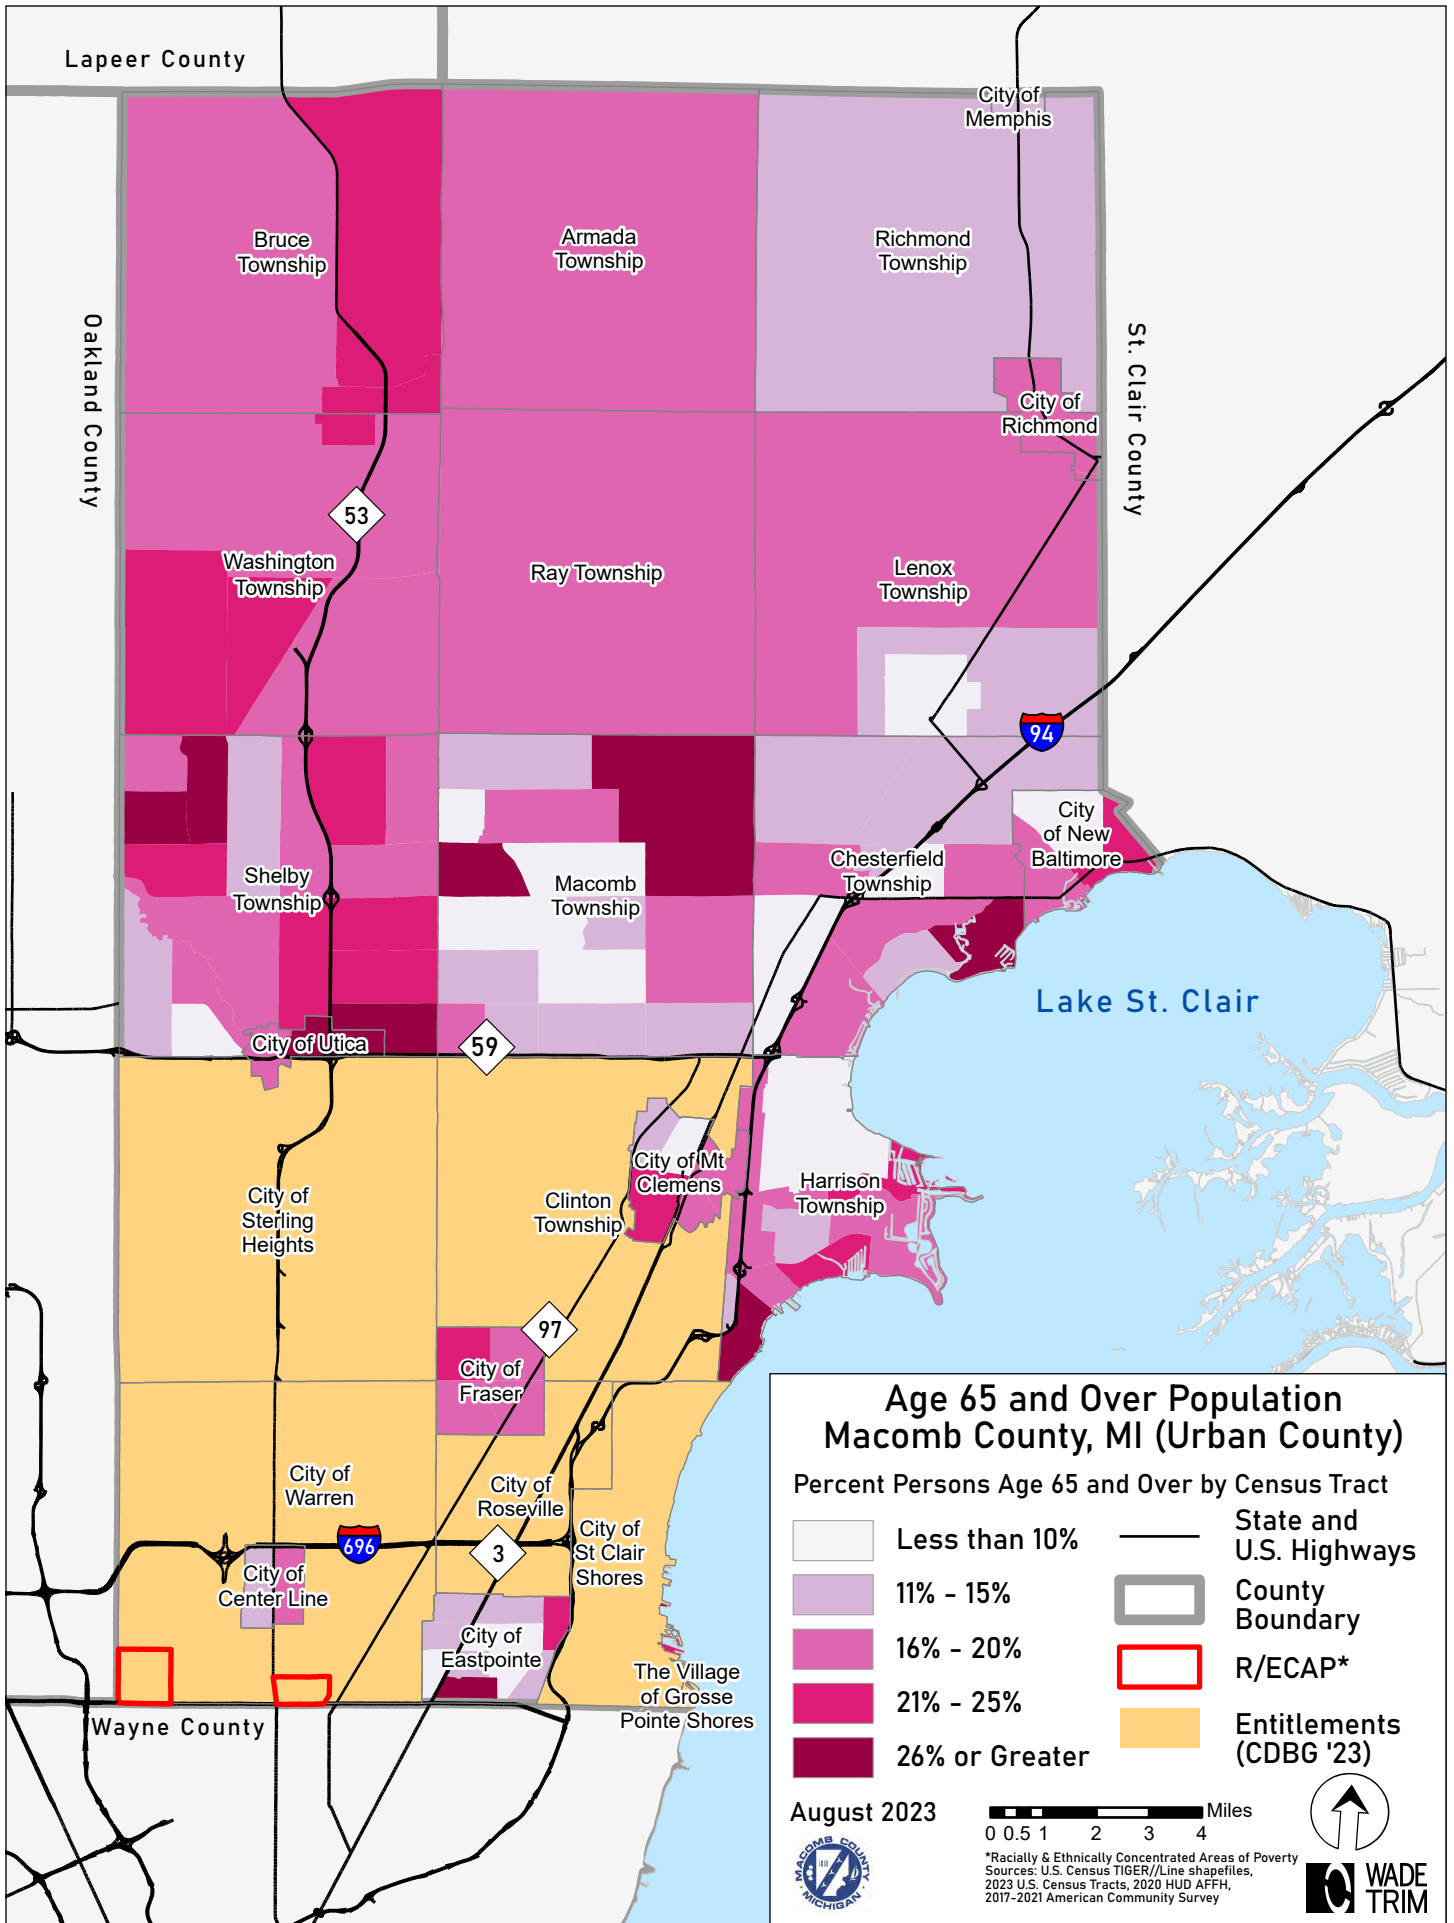 Lapeer County
City of
Memphis
Bruce
Township
Armada
Township
Richmond
Township
Oakland County
St. Clair County
City of
Richmond
53
Washington
Township
Ray Township
Lenox
Township
94
City
of New
Baltimore
Chesterfield
Township
Shelby
Township
Macomb
Township
Lake St. Clair
City of Utica
59
City of Mt
Clemens
Harrison
Township
City of
Sterling
Heights
Clinton
Township
97
City of
Fraser
City of
Warren
City of
Roseville
696
3
City of
St Clair
Shores
City of
Center Line
City of
Eastpointe
The Village
of Grosse
Pointe Shores
Wayne County
Age 65 and Over Population
Macomb County, MI (Urban County)
Percent Persons Age 65 and Over by Census Tract
Less than 10%
11% - 15%
16% - 20%
21% - 25%
26% or Greater
State and
U.S. Highways
County
Boundary
R/ECAP*
Entitlements
(CDBG '23)
August 2023
Miles
0 0.5 1 2 3 4
*Racially & Ethnically Concentrated Areas of Poverty
Sources: U.S. Census TIGER//Line shapefiles,
2023 U.S. Census Tracts, 2020 HUD AFFH,
2017-2021 American Community Survey
MACOMB COUNTY
1818
MICHIGAN
WADE
TRIM